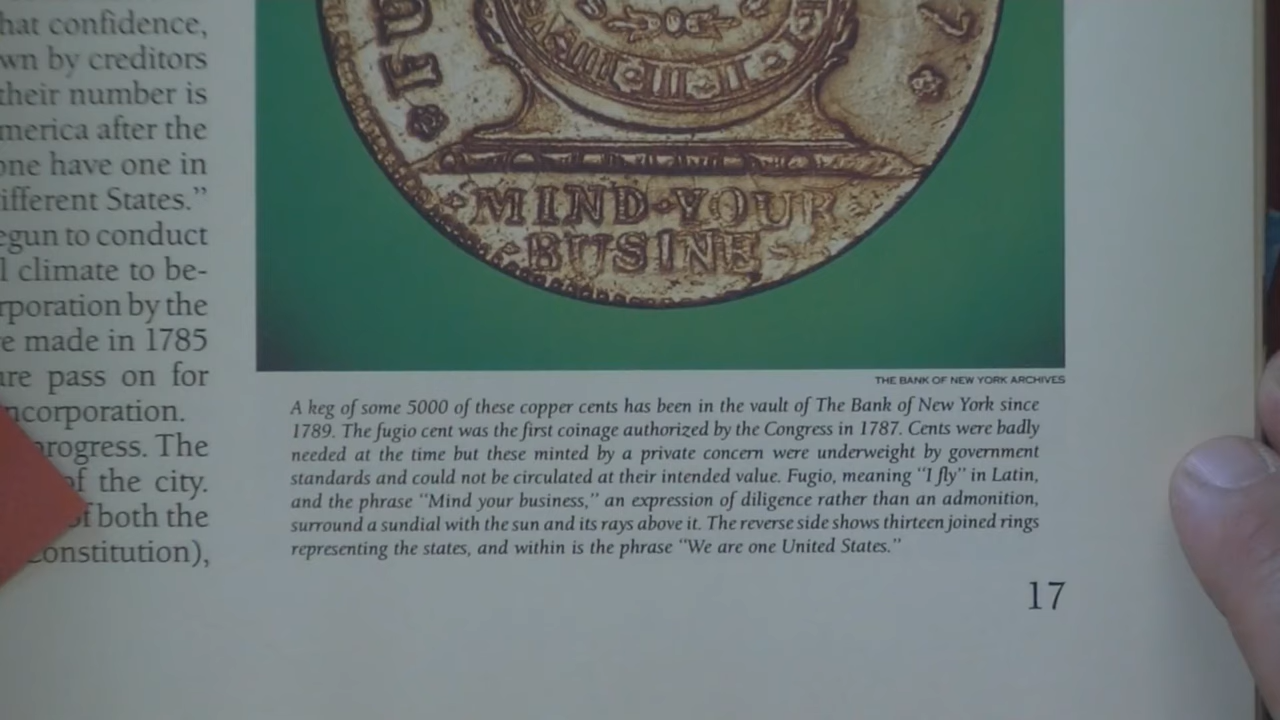 hat confidence,
wn by creditors
their number is
merica after the
one have one in
ifferent States."
egun to conduct
l climate to be-
rporation by the
e made in 1785
are pass on for
ncorporation.
progress. The
of the city.
of both the
Constitution),
MIND YOUR
BUSINE
THE BANK OF NEW YORK ARCHIVES
A keg of some 5000 of these copper cents has been in the vault of The Bank of New York since
1789. The fugio cent was the first coinage authorized by the Congress in 1787. Cents were badly
needed at the time but these minted by a private concern were underweight by government
standards and could not be circulated at their intended value. Fugio, meaning "I fly" in Latin,
and the phrase "Mind your business," an expression of diligence rather than an admonition,
surround a sundial with the sun and its rays above it. The reverse side shows thirteen joined rings
representing the states, and within is the phrase "We are one United States."
17